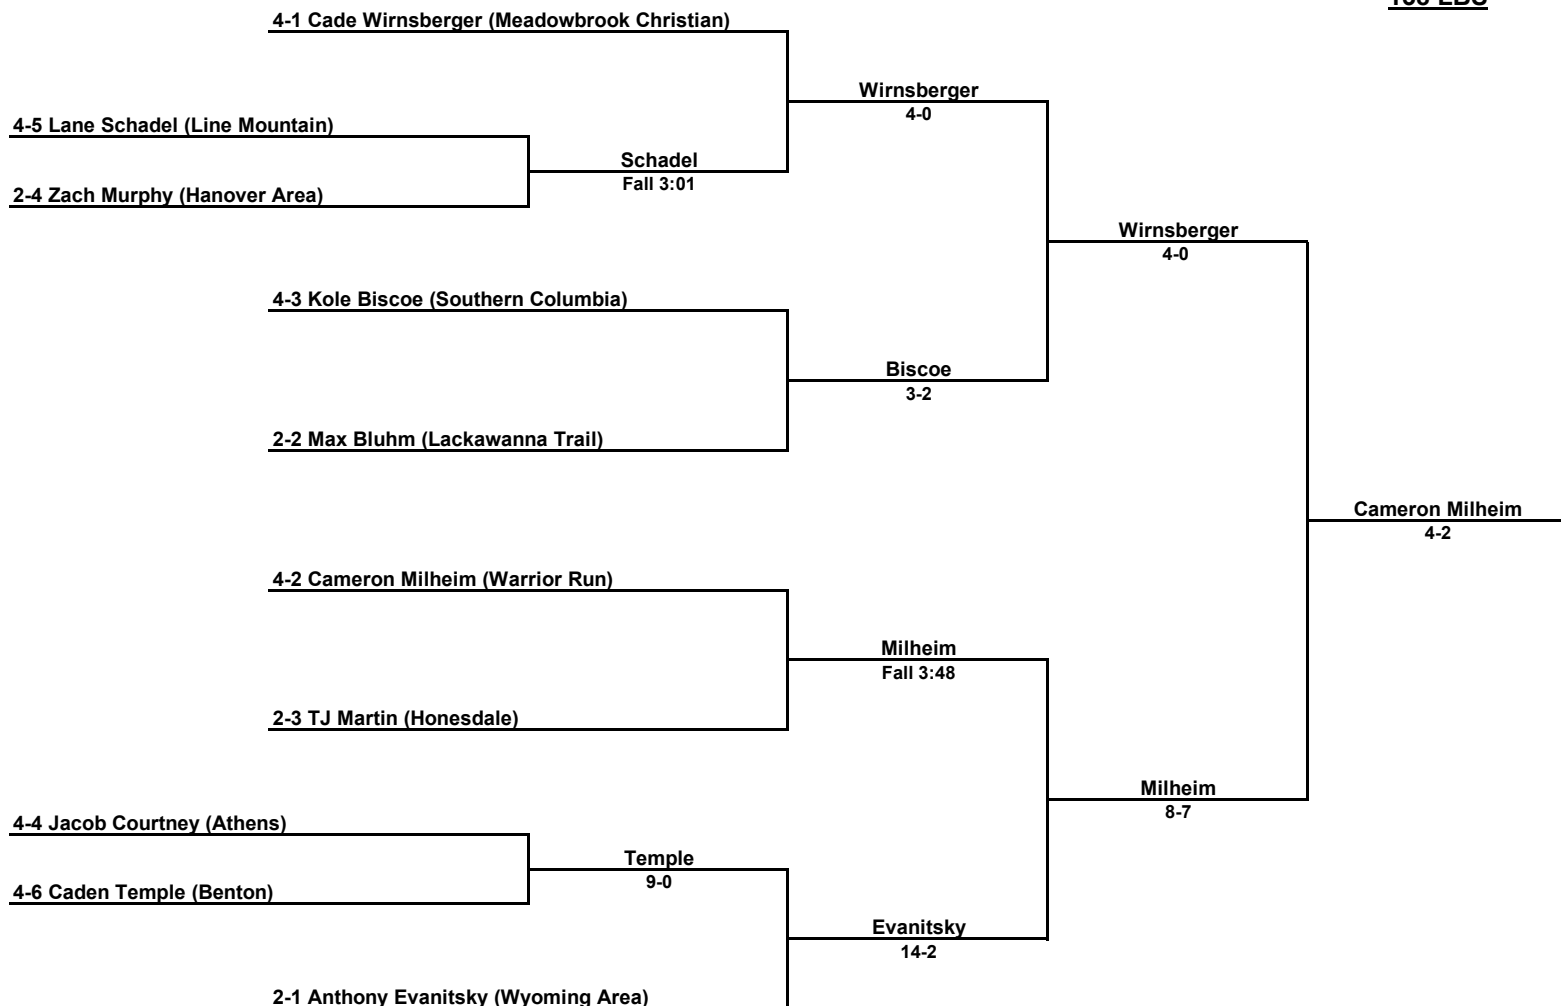 4-1 Cade Wirnsberger (Meadowbrook Christian)
Wirnsberger
4-0
4-5 Lane Schadel (Line Mountain)
Schadel
Fall 3:01
2-4 Zach Murphy (Hanover Area)
Wirnsberger
4-0
4-3 Kole Biscoe (Southern Columbia)
Biscoe
3-2
2-2 Max Bluhm (Lackawanna Trail)
Cameron Milheim
4-2
4-2 Cameron Milheim (Warrior Run)
Milheim
Fall 3:48
2-3 TJ Martin (Honesdale)
Milheim
8-7
4-4 Jacob Courtney (Athens)
Temple
9-0
4-6 Caden Temple (Benton)
Evanitsky
14-2
2-1 Anthony Evanitsky (Wyoming Area)